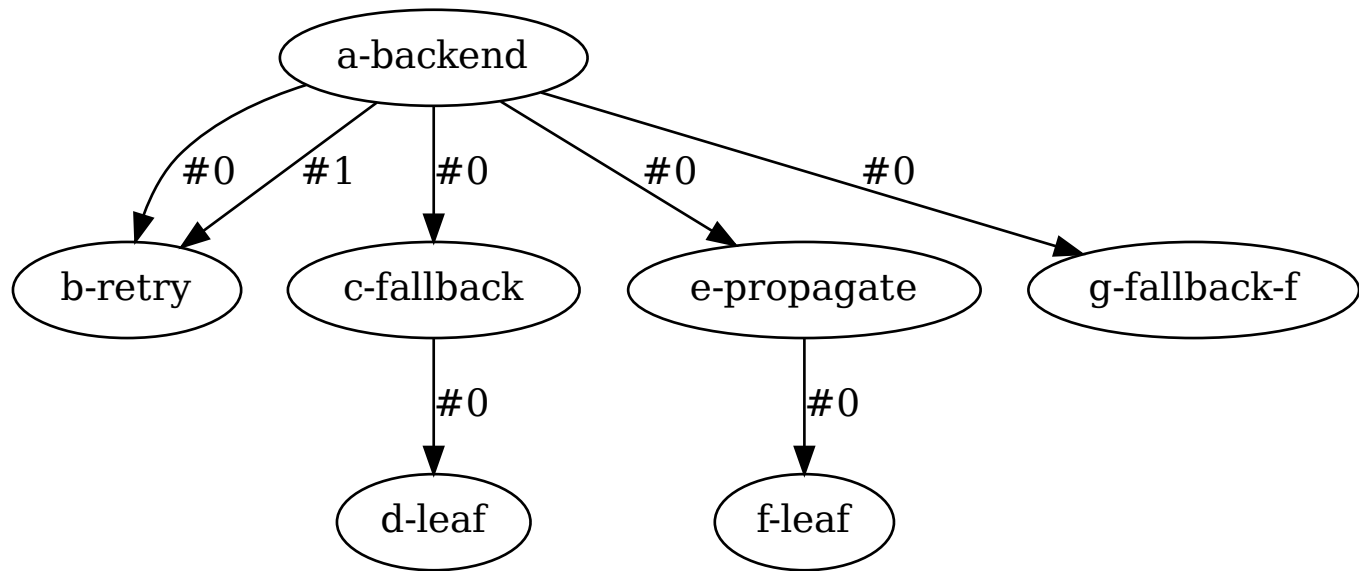 a-backend
#0
#1
#0
#0
#0
b-retry
c-fallback
e-propagate
g-fallback-f
#0
#0
d-leaf
f-leaf